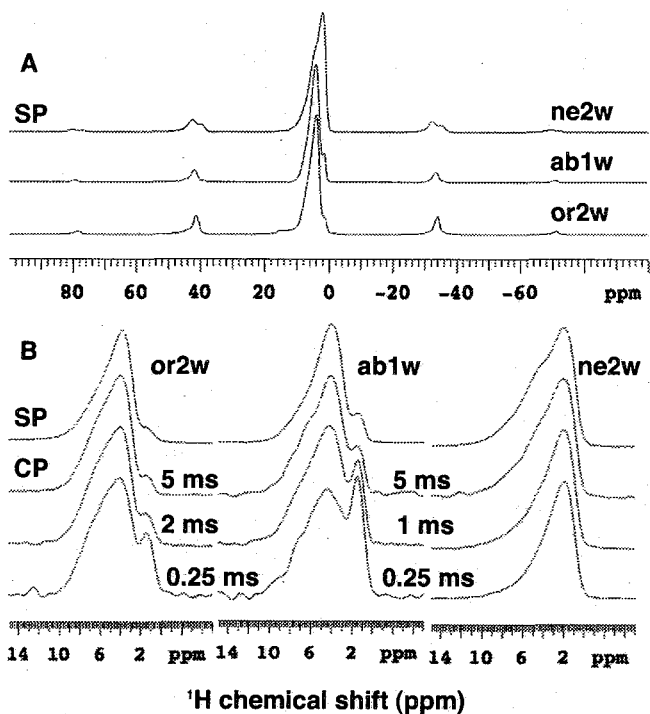 A
SP
ne2w
ab1w
or2w
80 60 40 20 0 -20 -40 -60 ppm
B
or2w ab1w ne2w
SP
CP
5 ms 5 ms
2 ms 1 ms
0.25 ms 0.25 ms
14 10 6 2 ppm 14 10 6 2 ppm 14 10 6 2 ppm
¹H chemical shift (ppm)